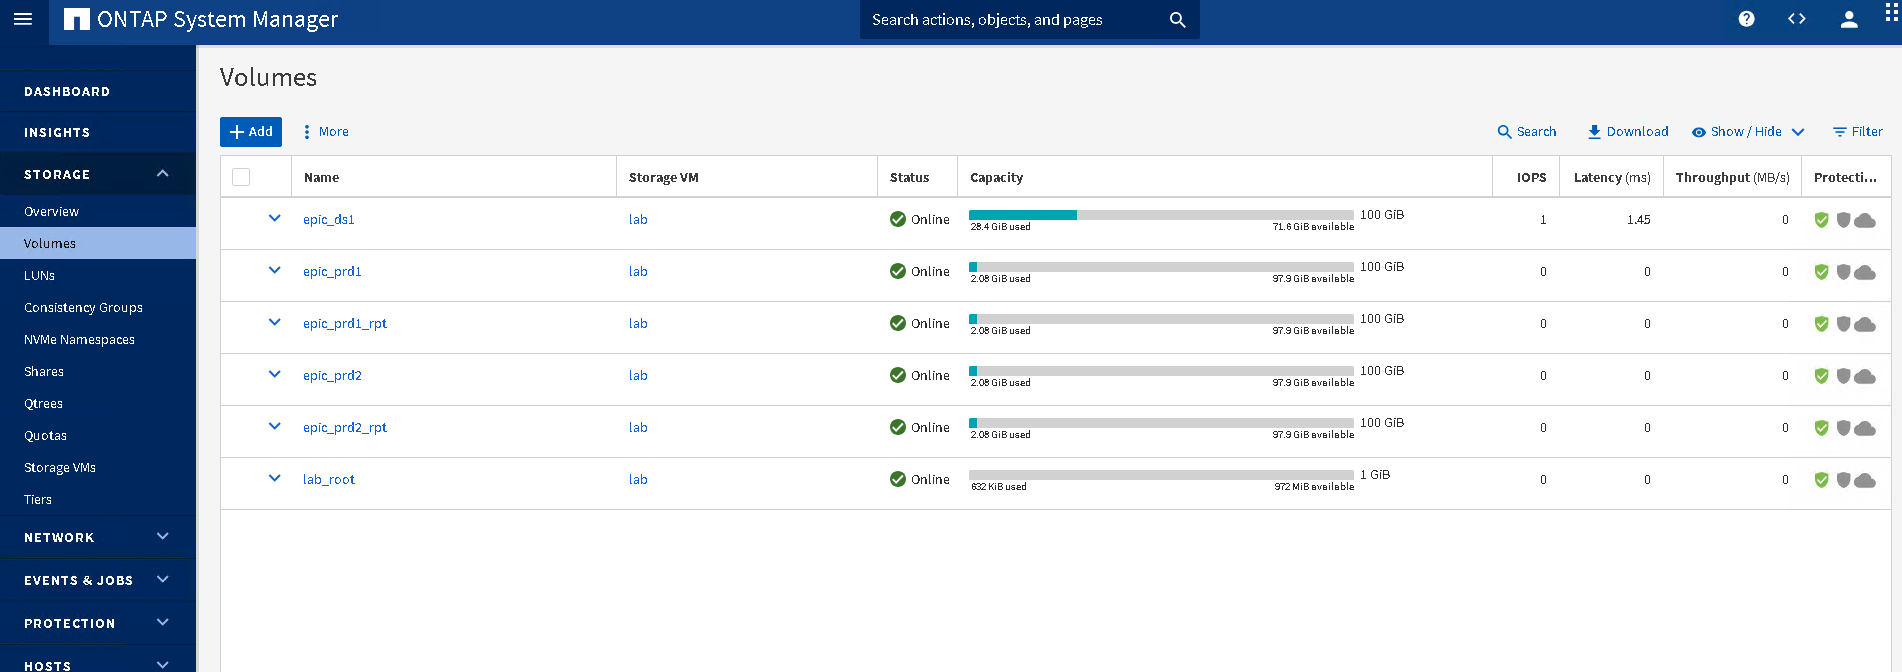 ONTAP System Manager
Search actions, objects, and pages
DASHBOARD
INSIGHTS
STORAGE
Overview
Volumes
LUNs
Consistency Groups
NVMe Namespaces
Shares
Qtrees
Quotas
Storage VMs
Tiers
NETWORK
EVENTS & JOBS
PROTECTION
HOSTS
Volumes
Add More Search Download Show / Hide Filter
Name Storage VM Status Capacity IOPS Latency (ms) Throughput (MB/s) Protecti...
epic_ds1 lab Online 100 GiB 1 1.45 0
28.4 GiB used 71.6 GiB available
epic_prd1 lab Online 100 GiB 0 0 0
2.08 GiB used 97.9 GiB available
epic_prd1_rpt lab Online 100 GiB 0 0 0
2.08 GiB used 97.9 GiB available
epic_prd2 lab Online 100 GiB 0 0 0
2.08 GiB used 97.9 GiB available
epic_prd2_rpt lab Online 100 GiB 0 0 0
2.08 GiB used 97.9 GiB available
lab_root lab Online 1 GiB 0 0 0
632 KiB used 972 MiB available